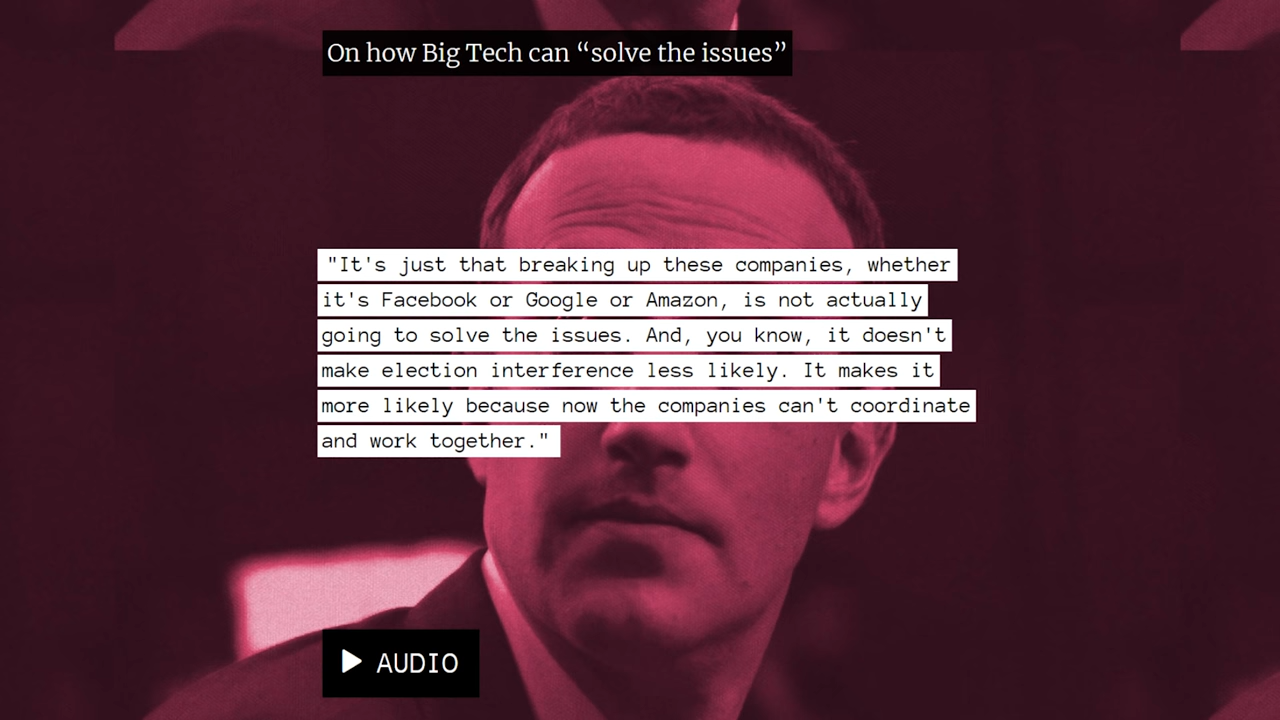 On how Big Tech can “solve the issues”
"It's just that breaking up these companies, whether
it's Facebook or Google or Amazon, is not actually
going to solve the issues. And, you know, it doesn't
make election interference less likely. It makes it
more likely because now the companies can't coordinate
and work together."
AUDIO